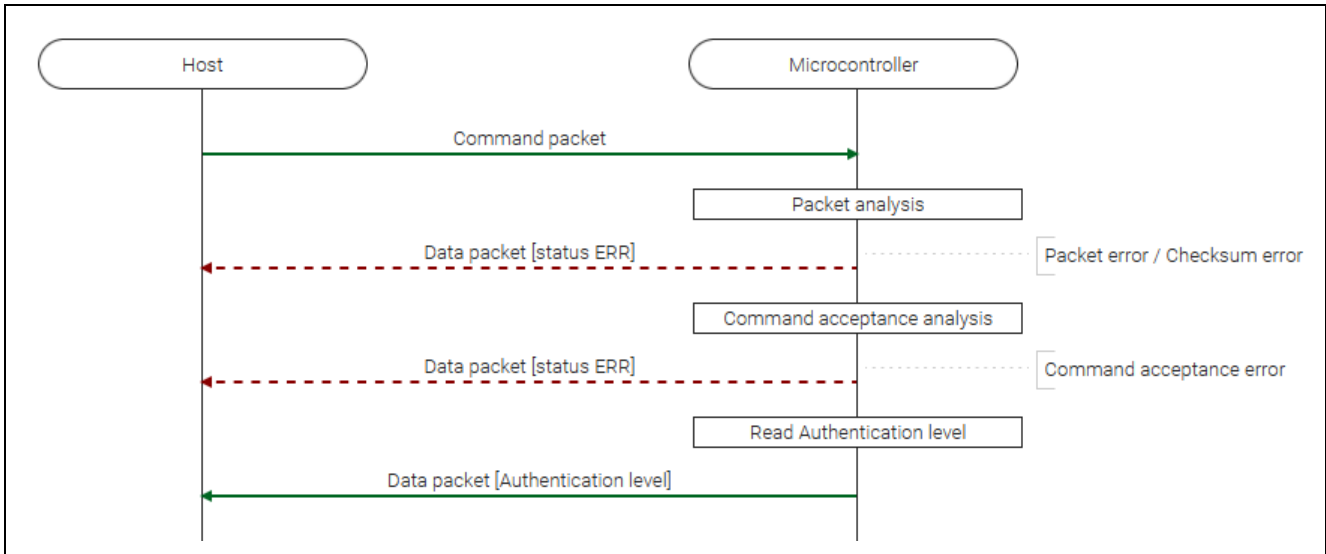 Host
Microcontroller
Command packet
Packet analysis
Data packet [status ERR]
Packet error / Checksum error
Command acceptance analysis
Data packet [status ERR]
Command acceptance error
Read Authentication level
Data packet [Authentication level]